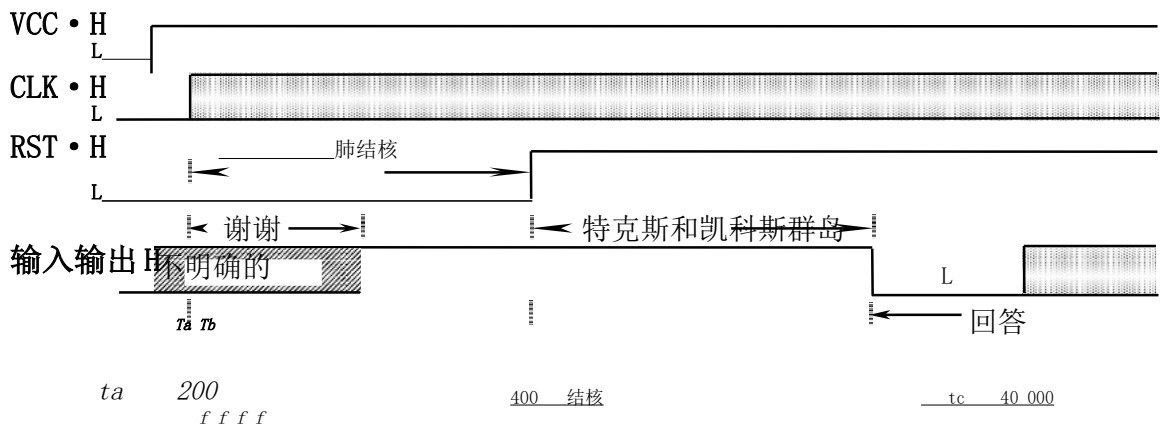 VCC·H
L
CLK·H
L
RST·H
肺结核
L
谢谢
特克斯和凯科斯群岛
输入输出H
不明确的
L
Ta Tb
回答
ta 200
400 结核
tc 40 000
f f f f